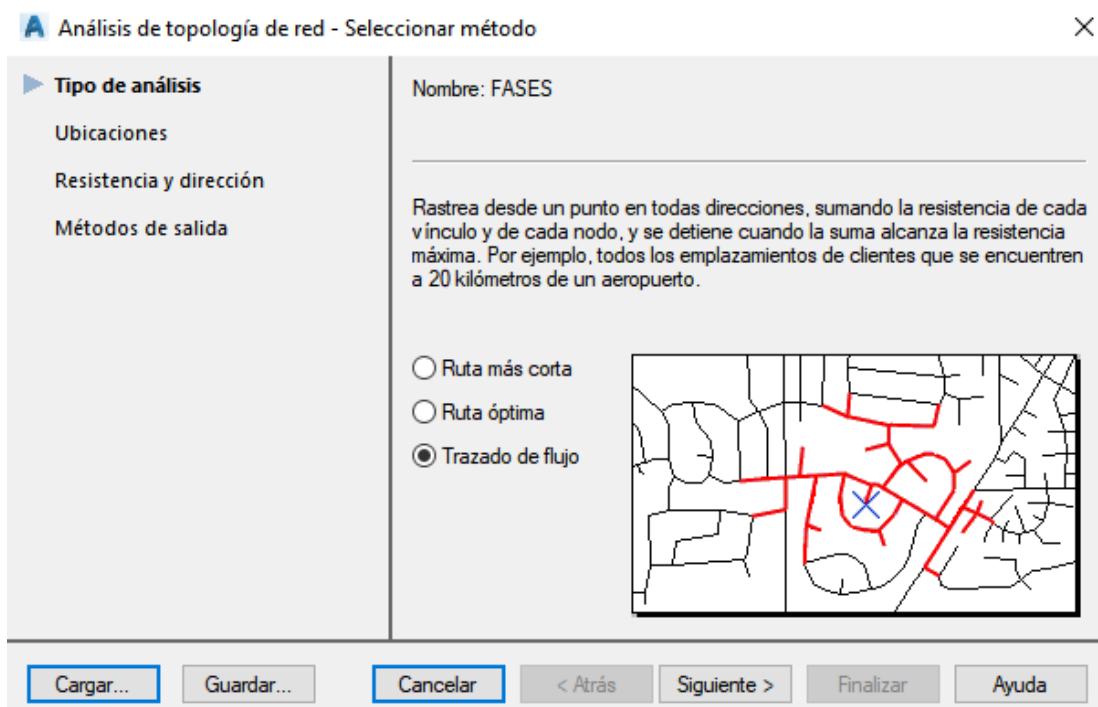 Análisis de topología de red - Seleccionar método
Tipo de análisis
Ubicaciones
Resistencia y dirección
Métodos de salida
Nombre: FASES
Rastrea desde un punto en todas direcciones, sumando la resistencia de cada
vínculo y de cada nodo, y se detiene cuando la suma alcanza la resistencia
máxima. Por ejemplo, todos los emplazamientos de clientes que se encuentren
a 20 kilómetros de un aeropuerto.
Ruta más corta
Ruta óptima
Trazado de flujo
Cargar... Guardar... Cancelar < Atrás Siguiente > Finalizar Ayuda